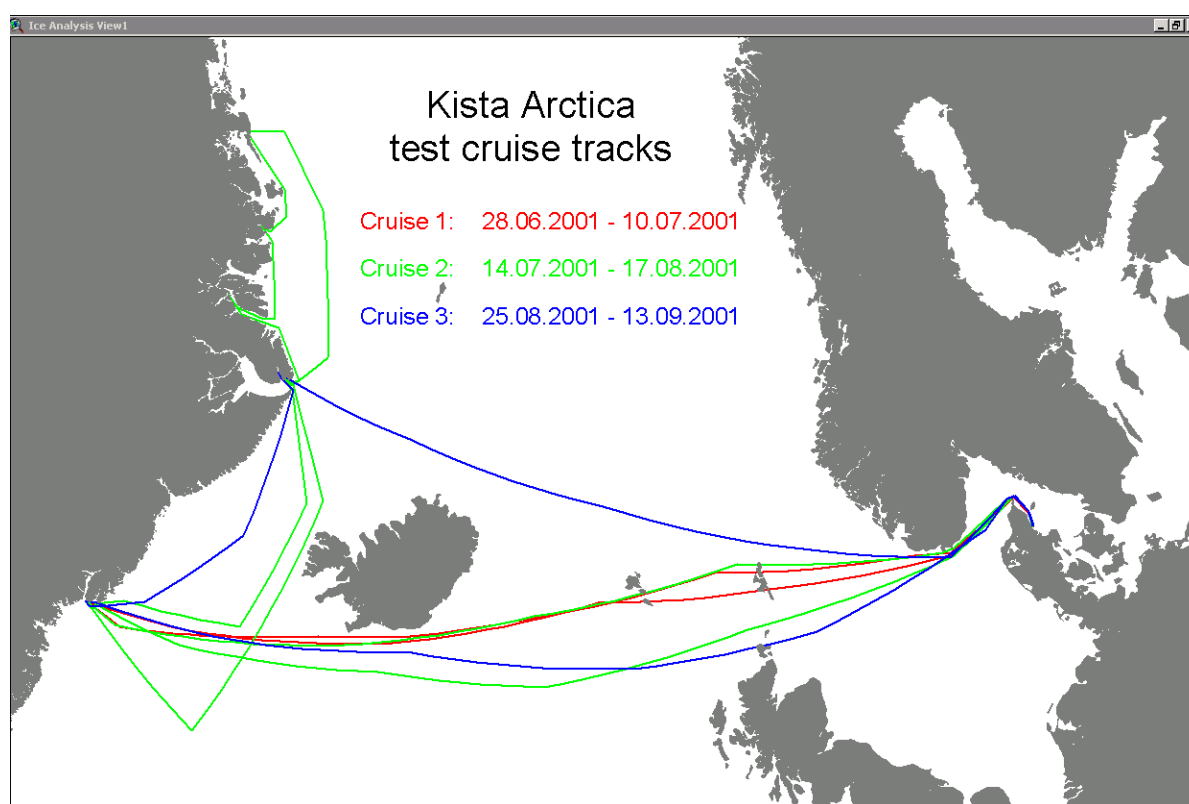 Ice Analysis View1
Kista Arctica
test cruise tracks
Cruise 1: 28.06.2001 - 10.07.2001
Cruise 2: 14.07.2001 - 17.08.2001
Cruise 3: 25.08.2001 - 13.09.2001